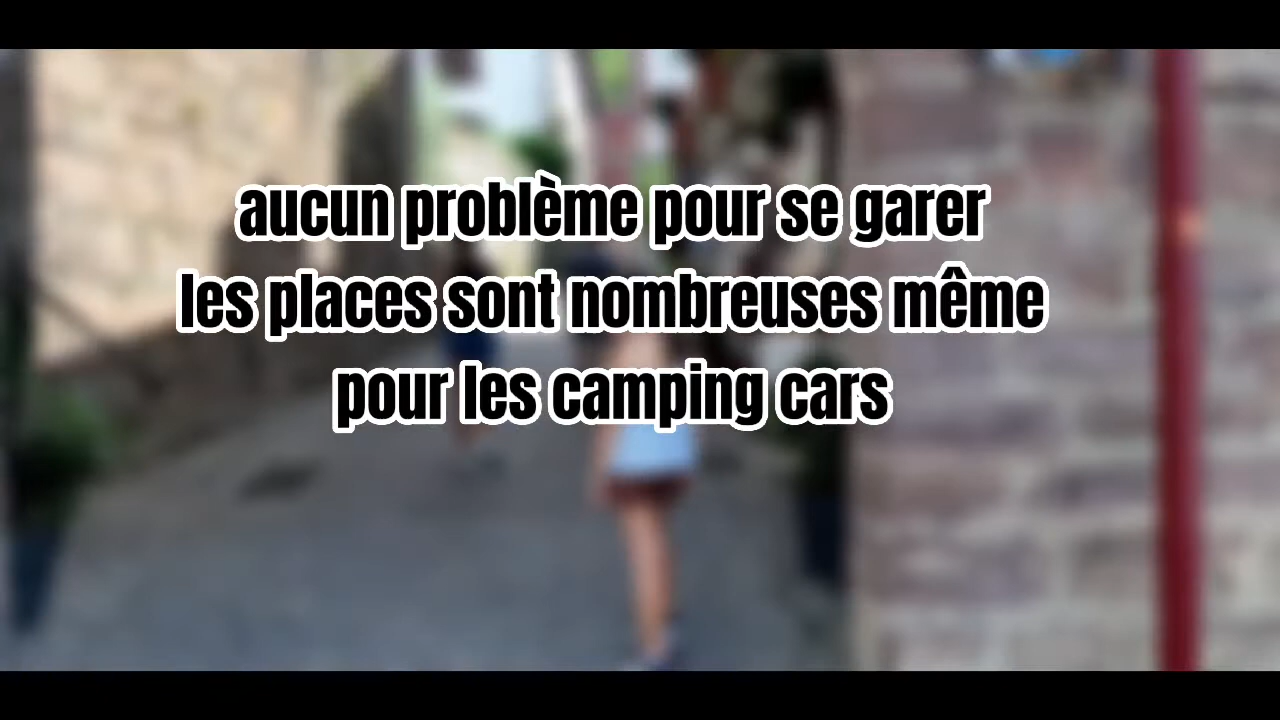 aucun problème pour se garer
les places sont nombreuses même
pour les camping cars